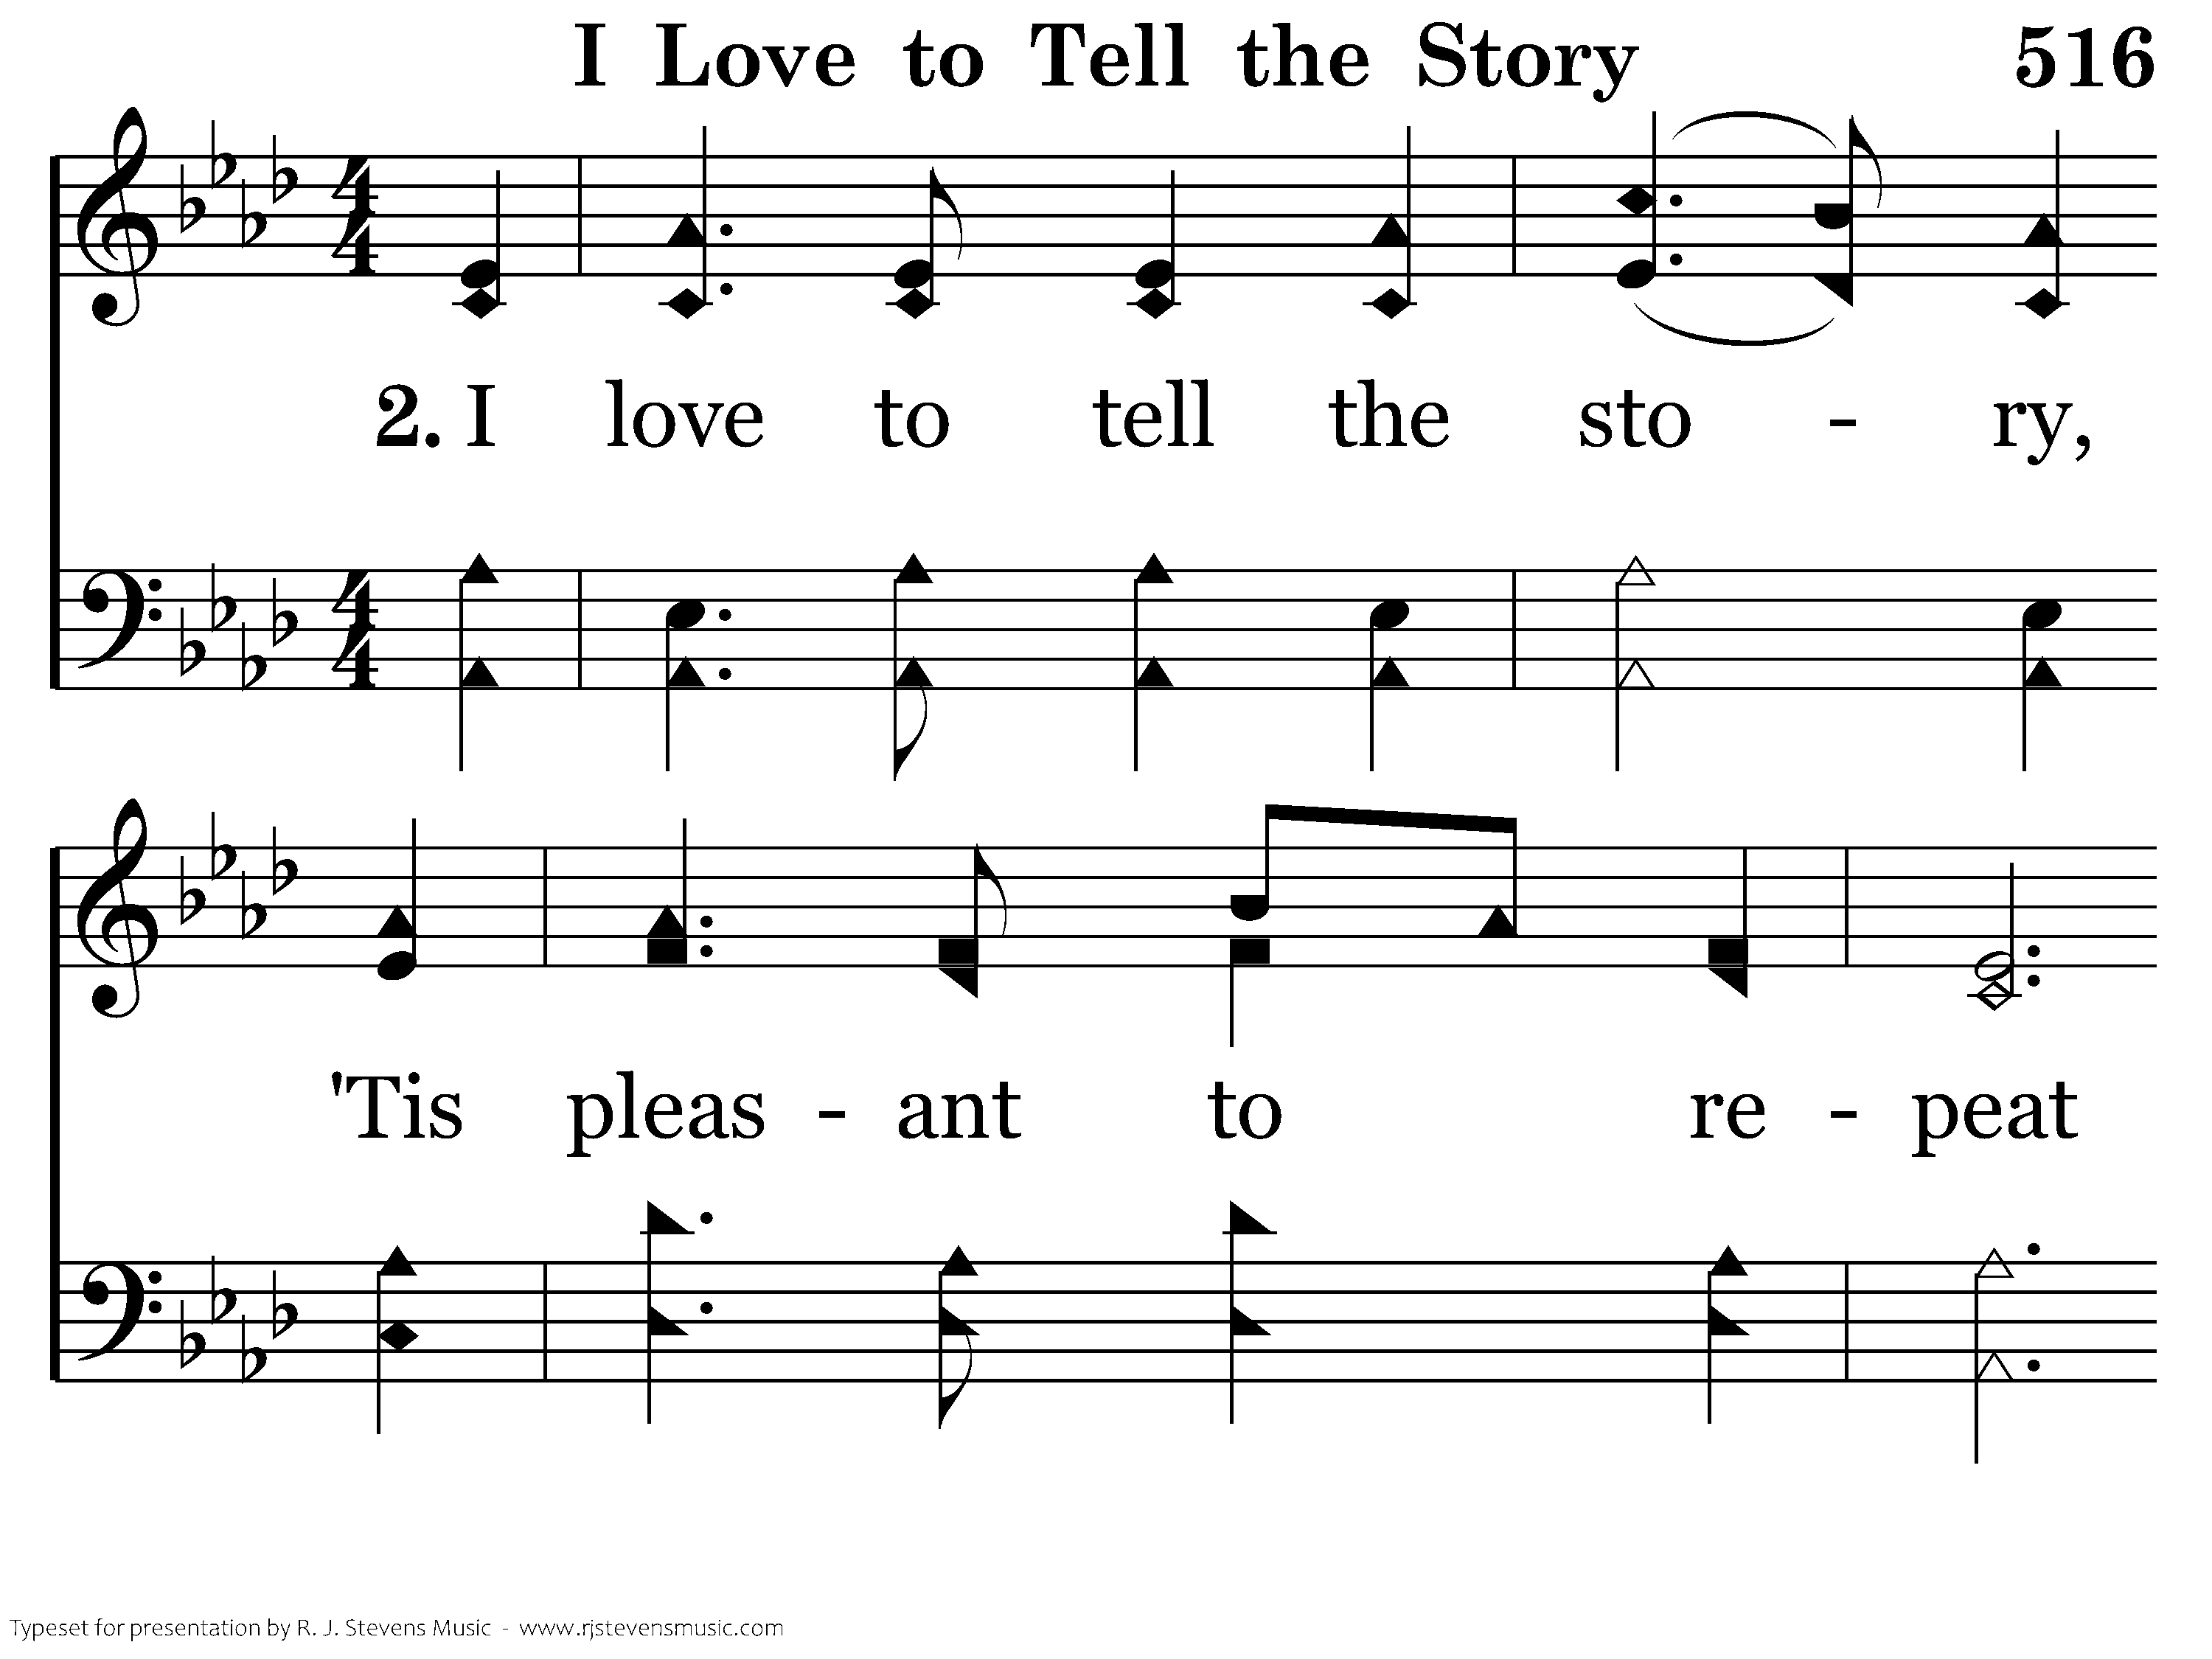 I Love to Tell the Story 516
2. I love to tell the sto - ry,
'Tis pleas - ant to re - peat
Typeset for presentation by R. J. Stevens Music - www.rjstevensmusic.com